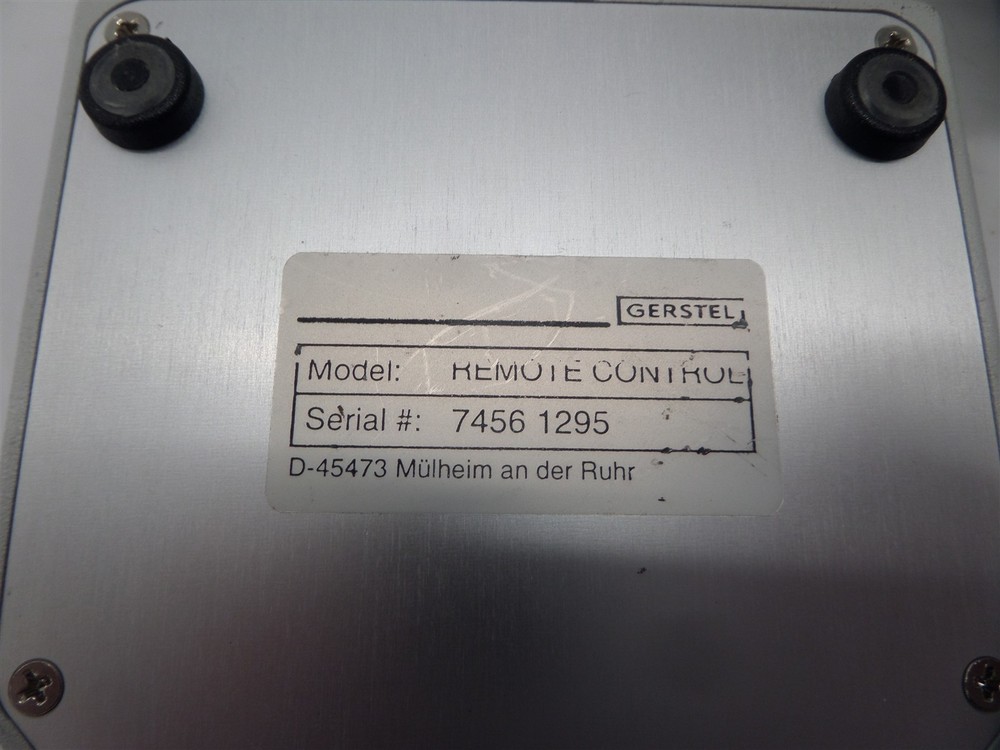 GERSTEL
Model: REMOTE CONTROL
Serial #: 7456 1295
D-45473 Mülheim an der Ruhr